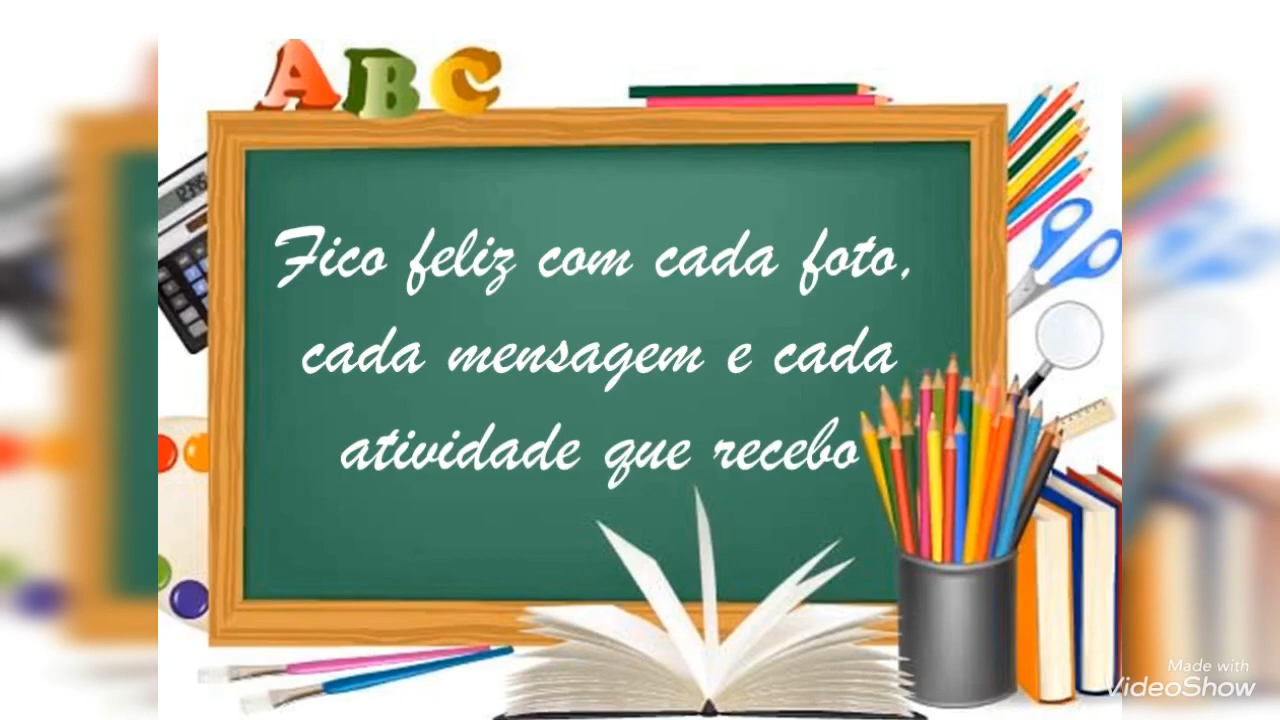 ABC
Fico feliz com cada foto,
cada mensagem e cada
atividade que recebo
Made with
VideoShow